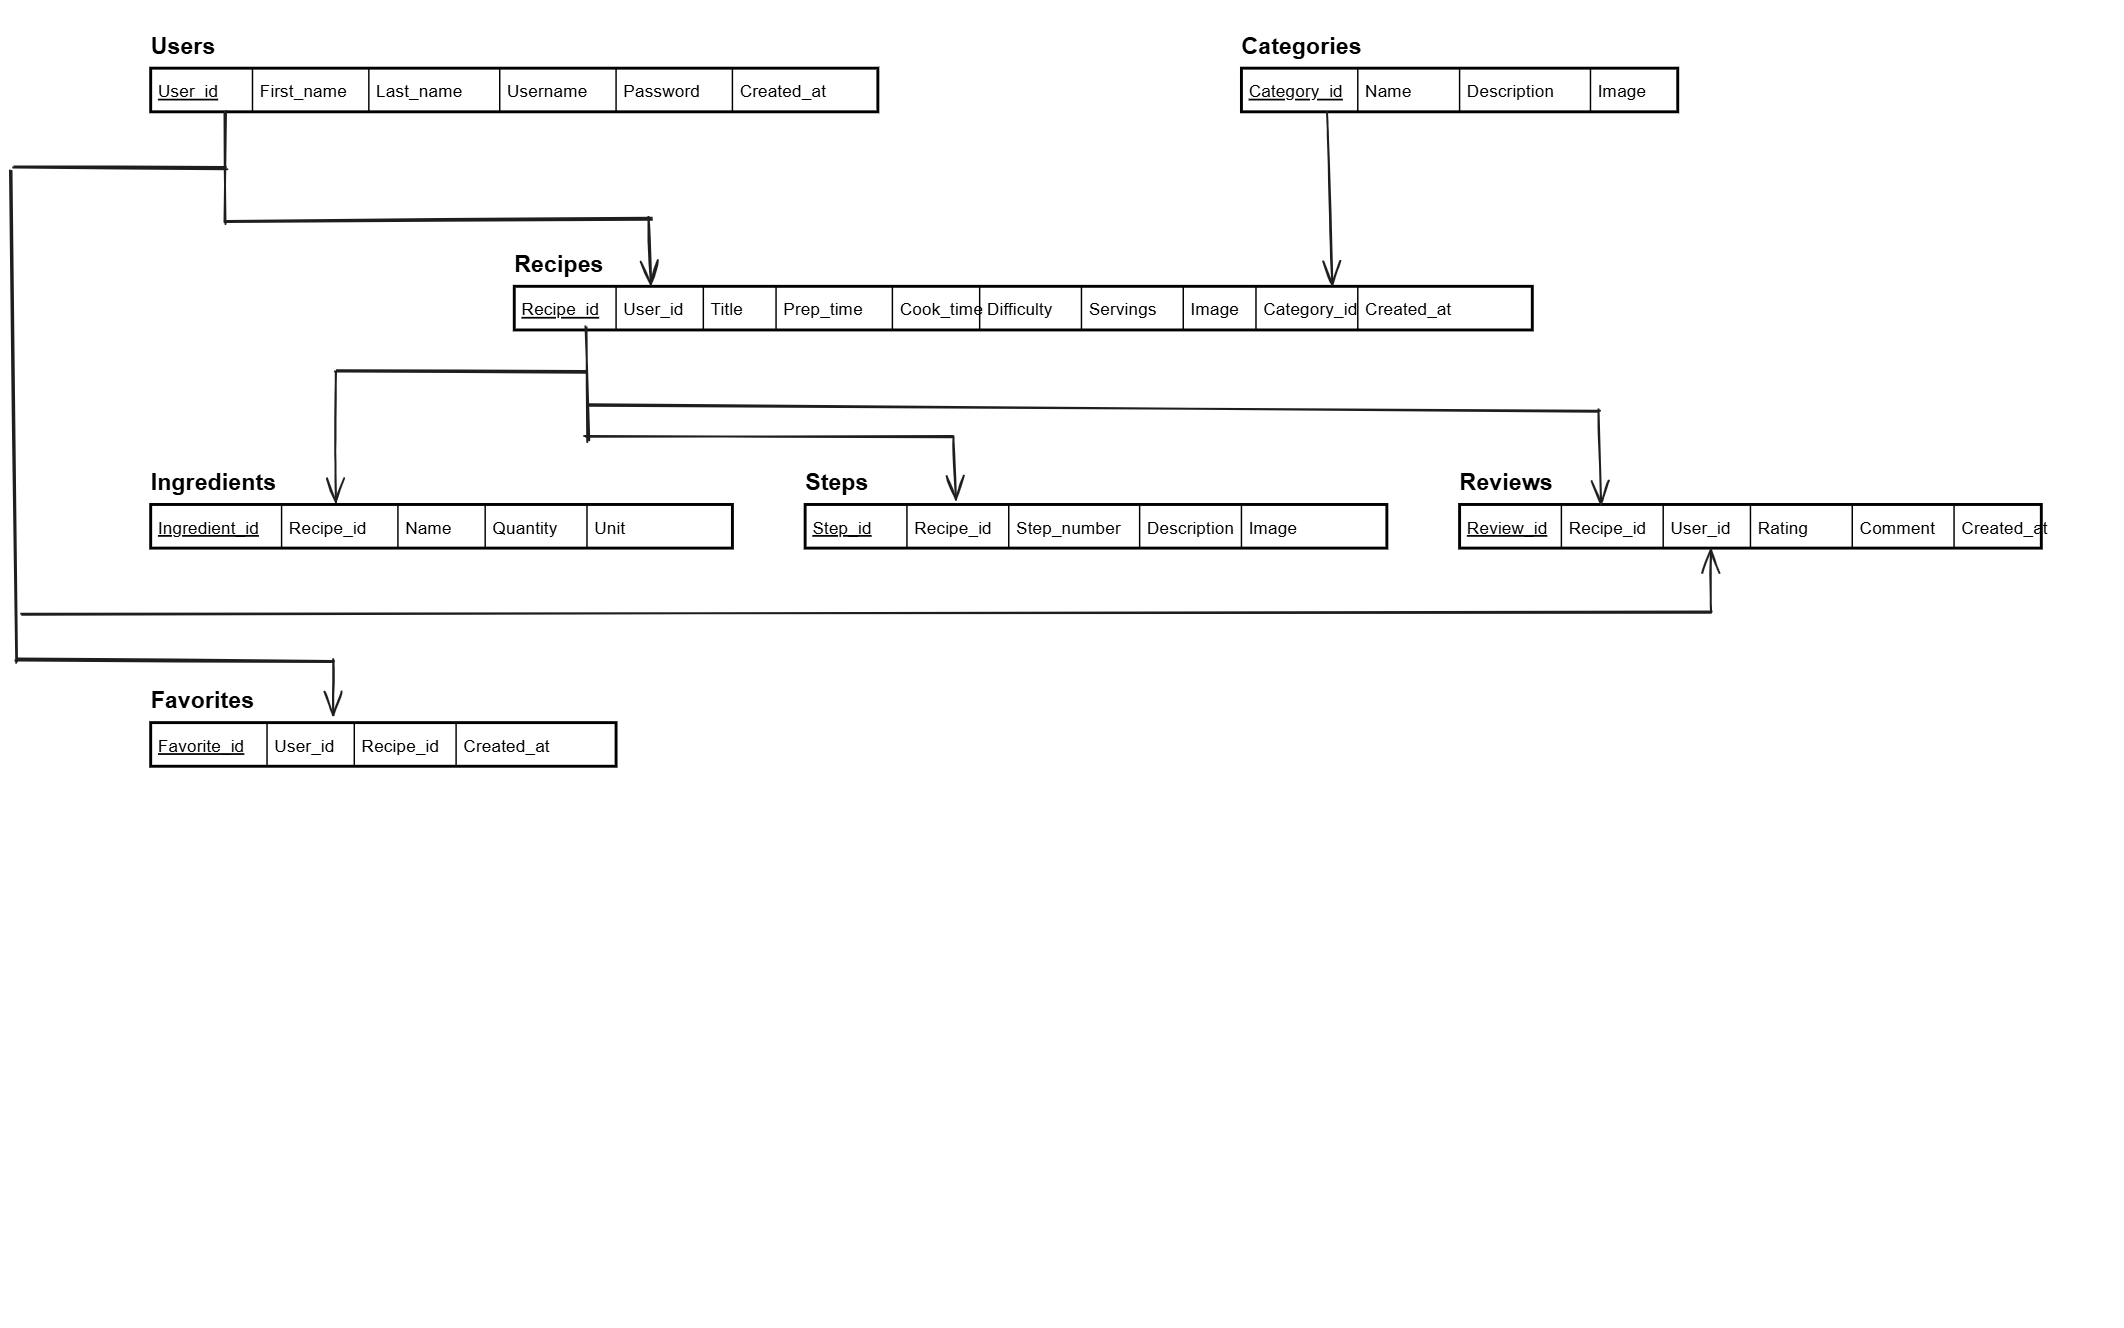 Users
User_id First_name Last_name Username Password Created_at
Categories
Category_id Name Description Image
Recipes
Recipe_id User_id Title Prep_time Cook_time Difficulty Servings Image Category_id Created_at
Ingredients
Ingredient_id Recipe_id Name Quantity Unit
Steps
Step_id Recipe_id Step_number Description Image
Reviews
Review_id Recipe_id User_id Rating Comment Created_at
Favorites
Favorite_id User_id Recipe_id Created_at